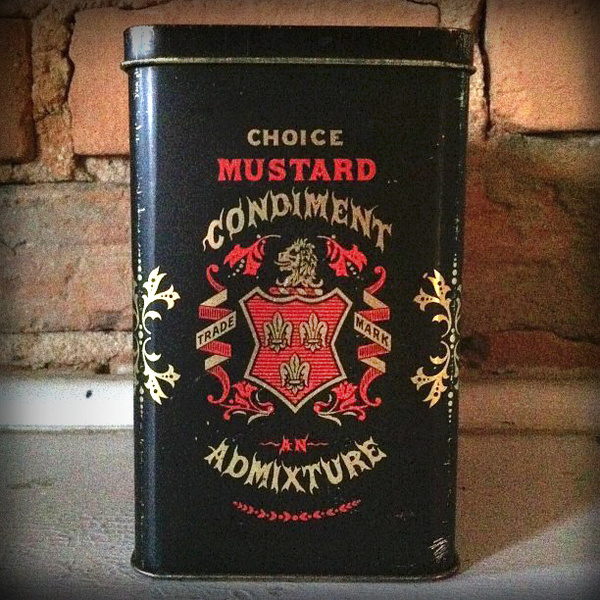 CHOICE
MUSTARD
CONDIMENT
TRADE MARK
AN
ADMIXTURE